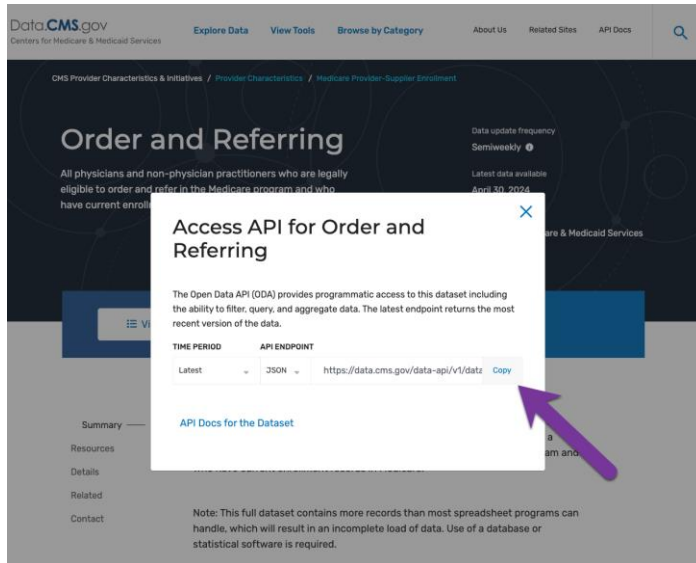 Data.CMS.gov
Centers for Medicare & Medicaid Services
Explore Data
View Tools
Browse by Category
About Us
Related Sites
API Docs
CMS Provider Characteristics & Initiatives / Provider Characteristics / Medicare Provider-Supplier Enrollment
Order and Referring
Data update frequency
Semiweekly
Latest data available
April 30, 2024
All physicians and non-physician practitioners who are legally
eligible to order and refer in the Medicare program and who
have current
are & Medicaid Services
Access API for Order and
Referring
The Open Data API (ODA) provides programmatic access to this dataset including
the ability to filter, query, and aggregate data. The latest endpoint returns the most
recent version of the data.
TIME PERIOD
API ENDPOINT
Latest
JSON
https://data.cms.gov/data-api/v1/data
Copy
API Docs for the Dataset
Summary
Resources
Details
Related
Contact
a
am and
who have current enrollment records in Medicare.
Note: This full dataset contains more records than most spreadsheet programs can
handle, which will result in an incomplete load of data. Use of a database or
statistical software is required.